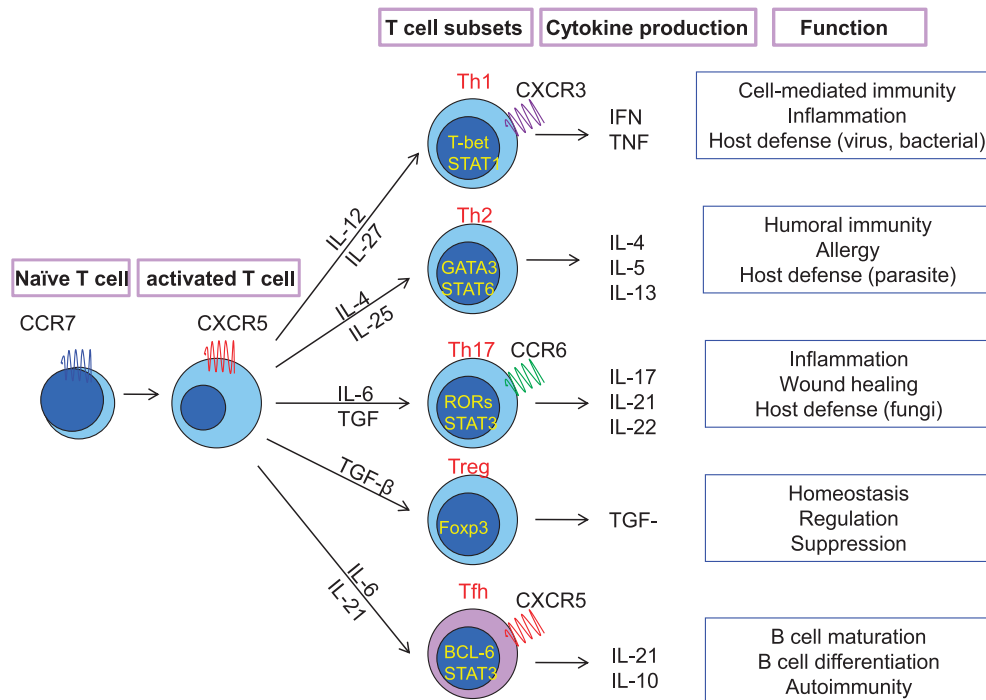 T cell subsets
Cytokine production
Function
Th1
CXCR3
T-bet
STAT1
IFN
TNF
Cell-mediated immunity
Inflammation
Host defense (virus, bacterial)
IL-12
IL-27
Th2
GATA3
STAT6
IL-4
IL-5
IL-13
Humoral immunity
Allergy
Host defense (parasite)
Naïve T cell
activated T cell
CCR7
CXCR5
IL-4
IL-25
Th17
CCR6
RORs
STAT3
IL-17
IL-21
IL-22
Inflammation
Wound healing
Host defense (fungi)
IL-6
TGF
Treg
TGF-β
Foxp3
TGF-
Homeostasis
Regulation
Suppression
IL-6
IL-21
Tfh
CXCR5
BCL-6
STAT3
IL-21
IL-10
B cell maturation
B cell differentiation
Autoimmunity